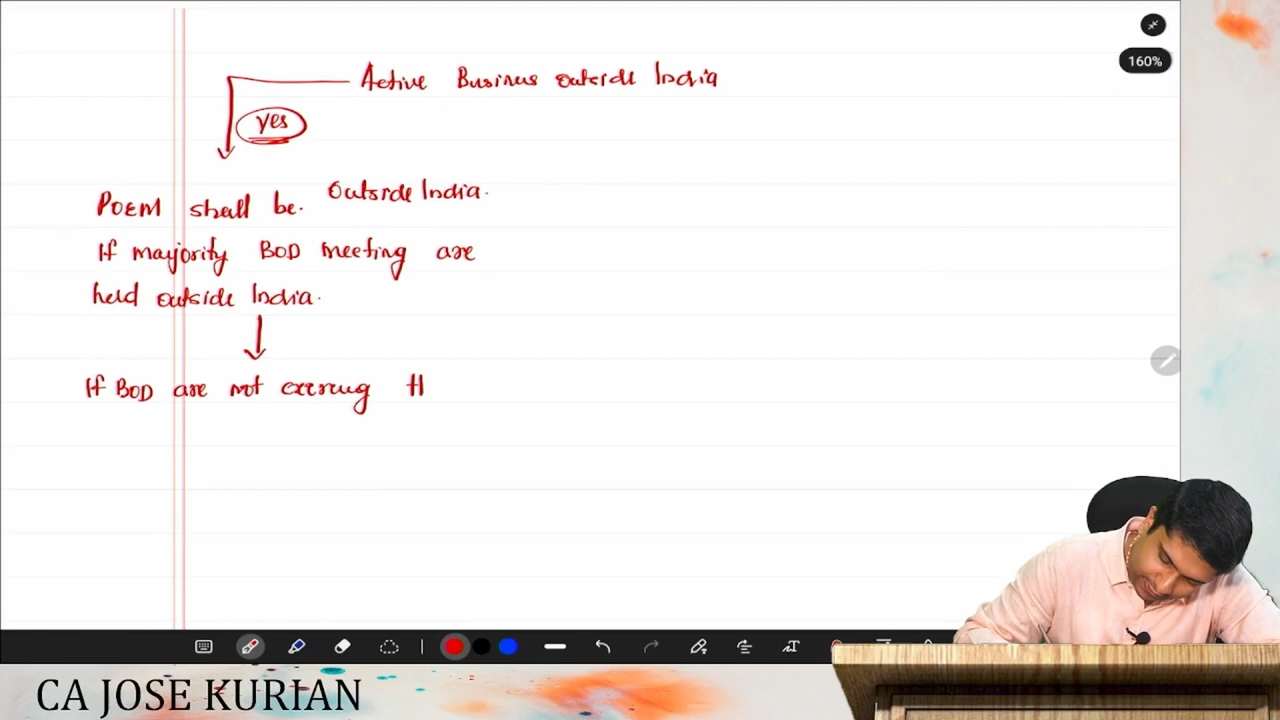 160%
Active Business outside India
Yes
POEM shall be. Outside India.
If majority BOD meeting are
held outside India.
If BOD are not
CA JOSE KURIAN